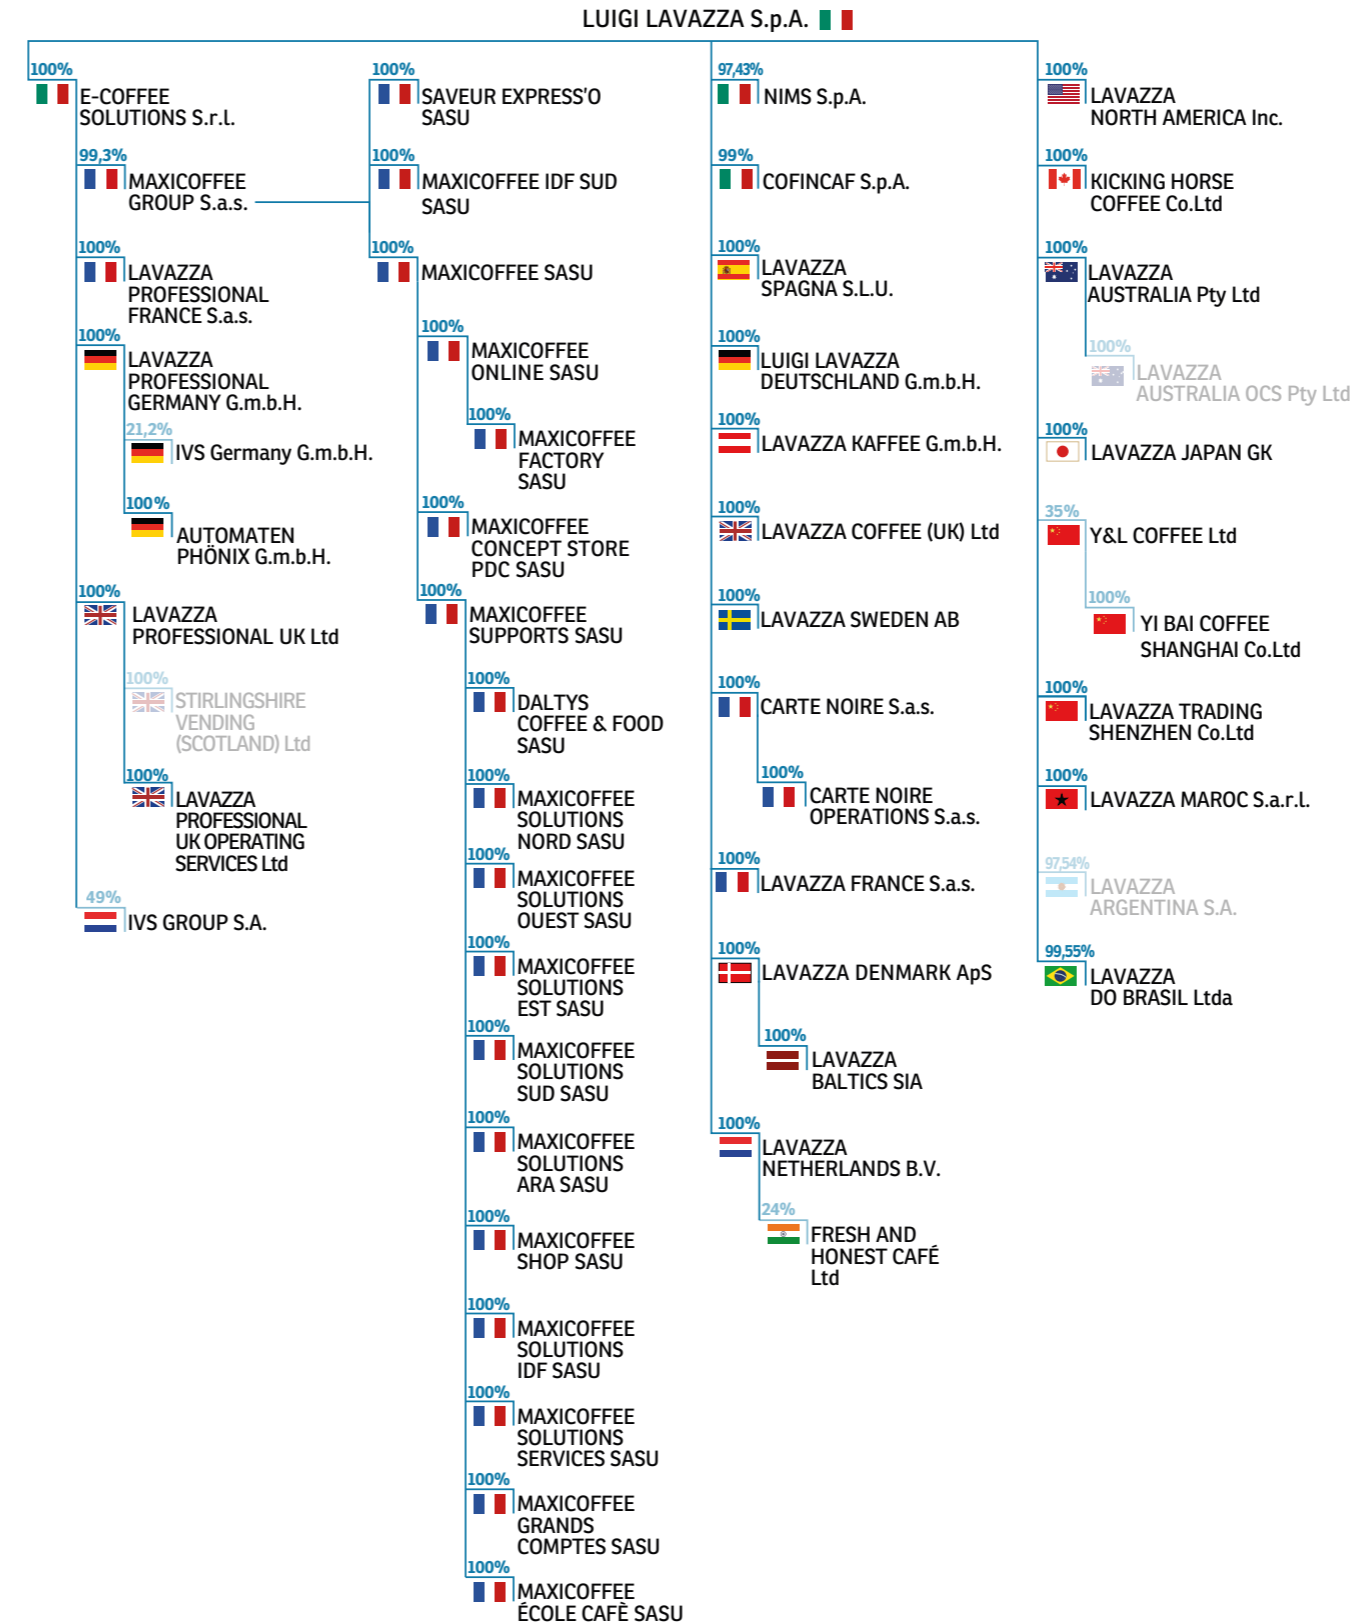 LUIGI LAVAZZA S.p.A.
100%
E-COFFEE
SOLUTIONS S.r.l.
99,3%
MAXICOFFEE
GROUP S.a.s.
100%
LAVAZZA
PROFESSIONAL
FRANCE S.a.s.
100%
LAVAZZA
PROFESSIONAL
GERMANY G.m.b.H.
21,2%
IVS Germany G.m.b.H.
100%
AUTOMATEN
PHÖNIX G.m.b.H.
100%
LAVAZZA
PROFESSIONAL UK Ltd
100%
STIRLINGSHIRE
VENDING
(SCOTLAND) Ltd
100%
LAVAZZA
PROFESSIONAL
UK OPERATING
SERVICES Ltd
49%
IVS GROUP S.A.
100%
SAVEUR EXPRESS'O
SASU
100%
MAXICOFFEE IDF SUD
SASU
100%
MAXICOFFEE SASU
100%
MAXICOFFEE
ONLINE SASU
100%
MAXICOFFEE
FACTORY
SASU
100%
MAXICOFFEE
CONCEPT STORE
PDC SASU
100%
MAXICOFFEE
SUPPORTS SASU
100%
DALTYS
COFFEE & FOOD
SASU
100%
MAXICOFFEE
SOLUTIONS
NORD SASU
100%
MAXICOFFEE
SOLUTIONS
OUEST SASU
100%
MAXICOFFEE
SOLUTIONS
EST SASU
100%
MAXICOFFEE
SOLUTIONS
SUD SASU
100%
MAXICOFFEE
SOLUTIONS
ARA SASU
100%
MAXICOFFEE
SHOP SASU
100%
MAXICOFFEE
SOLUTIONS
IDF SASU
100%
MAXICOFFEE
SOLUTIONS
SERVICES SASU
100%
MAXICOFFEE
GRANDS
COMPTES SASU
100%
MAXICOFFEE
ÉCOLE CAFÈ SASU
97,43%
NIMS S.p.A.
99%
COFINCAF S.p.A.
100%
LAVAZZA
SPAGNA S.L.U.
100%
LUIGI LAVAZZA
DEUTSCHLAND G.m.b.H.
100%
LAVAZZA KAFFEE G.m.b.H.
100%
LAVAZZA COFFEE (UK) Ltd
100%
LAVAZZA SWEDEN AB
100%
CARTE NOIRE S.a.s.
100%
CARTE NOIRE
OPERATIONS S.a.s.
100%
LAVAZZA FRANCE S.a.s.
100%
LAVAZZA DENMARK ApS
100%
LAVAZZA
BALTICS SIA
100%
LAVAZZA
NETHERLANDS B.V.
24%
FRESH AND
HONEST CAFÉ
Ltd
100%
LAVAZZA
NORTH AMERICA Inc.
100%
KICKING HORSE
COFFEE Co.Ltd
100%
LAVAZZA
AUSTRALIA Pty Ltd
100%
LAVAZZA
AUSTRALIA OCS Pty Ltd
100%
LAVAZZA JAPAN GK
35%
Y&L COFFEE Ltd
100%
YI BAI COFFEE
SHANGHAI Co.Ltd
100%
LAVAZZA TRADING
SHENZHEN Co.Ltd
100%
LAVAZZA MAROC S.a.r.l.
97,54%
LAVAZZA
ARGENTINA S.A.
99,55%
LAVAZZA
DO BRASIL Ltda